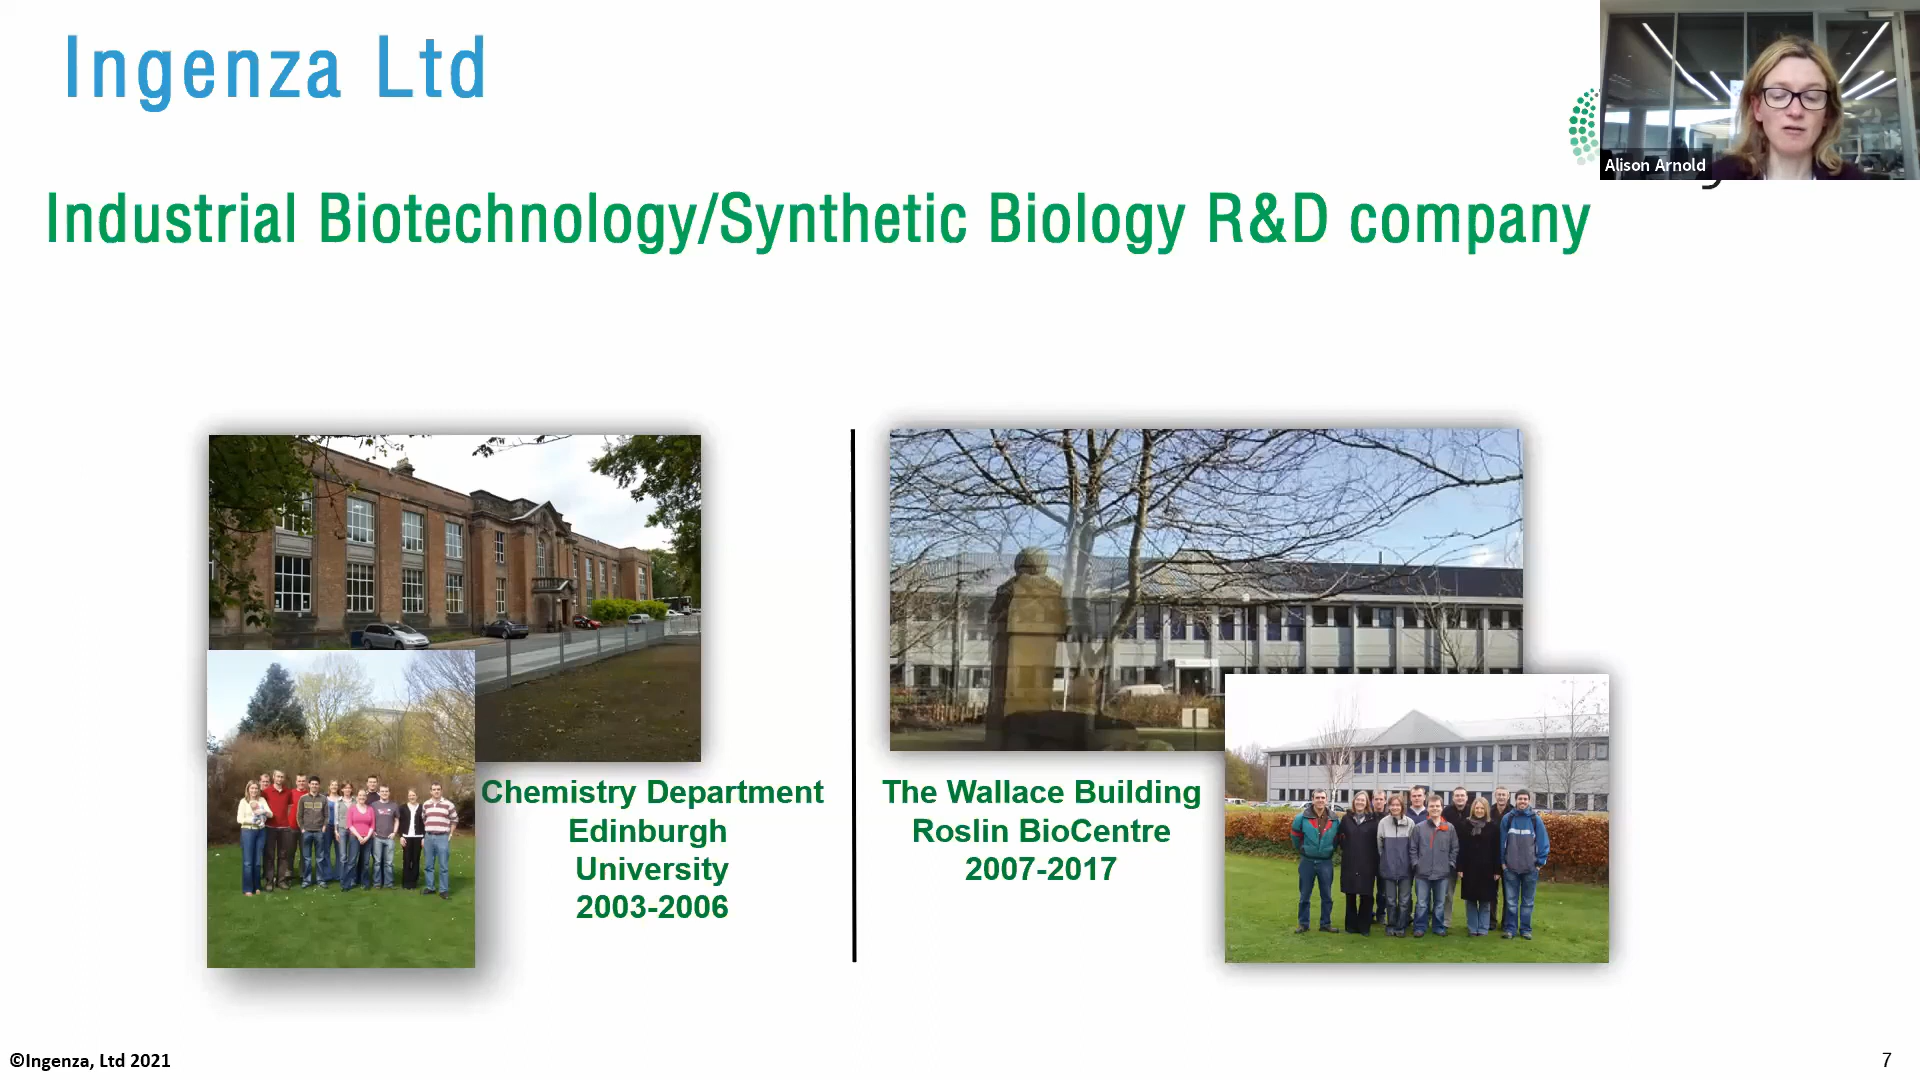 Ingenza Ltd
Alison Arnold
Industrial Biotechnology/Synthetic Biology R&D company
Chemistry Department
Edinburgh
University
2003-2006
The Wallace Building
Roslin BioCentre
2007-2017
©Ingenza, Ltd 2021
7